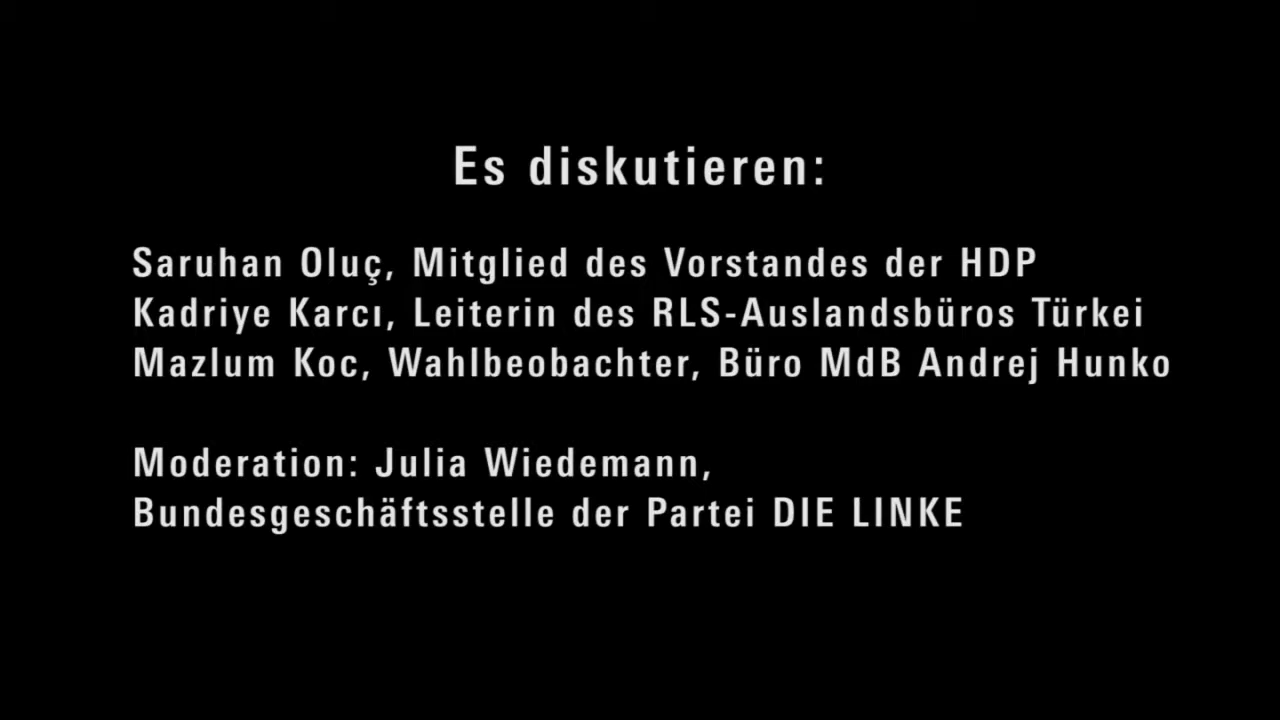 Es diskutieren:
Saruhan Oluç, Mitglied des Vorstandes der HDP
Kadriye Karcı, Leiterin des RLS-Auslandsbüros Türkei
Mazlum Koc, Wahlbeobachter, Büro MdB Andrej Hunko
Moderation: Julia Wiedemann,
Bundesgeschäftsstelle der Partei DIE LINKE